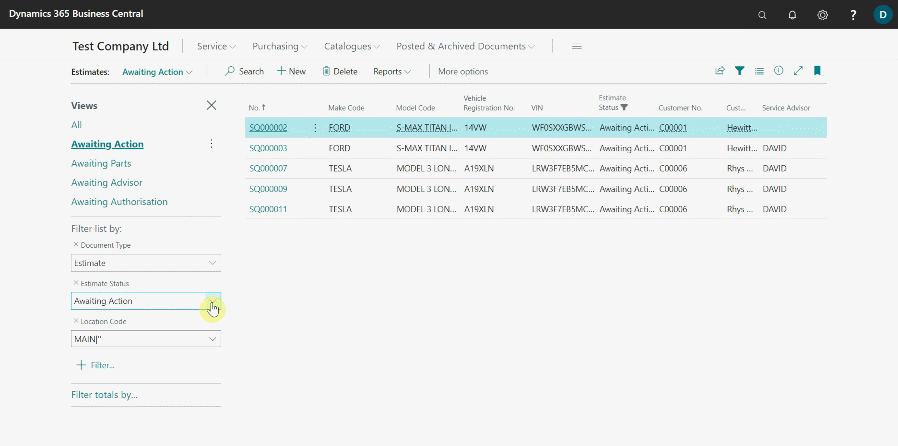 Dynamics 365 Business Central
?
D
Test Company Ltd
Service
Purchasing
Catalogues
Posted & Archived Documents
Estimates:
Awaiting Action
Search
New
Delete
Reports
More options
Views
All
Awaiting Action
Awaiting Parts
Awaiting Advisor
Awaiting Authorisation
Filter list by:
× Document Type
Estimate
× Estimate Status
Awaiting Action
× Location Code
MAIN|''
+ Filter...
Filter totals by...
No. ↑ Make Code Model Code Vehicle Registration No. VIN Estimate Status Customer No. Cust... Service Advisor
SQ000002 FORD S-MAX TITAN I... 14VW WF0SXXGBWS... Awaiting Acti... C00001 Hewitt...
SQ000003 FORD S-MAX TITAN I... 14VW WF0SXXGBWS... Awaiting Acti... C00001 Hewitt... DAVID
SQ000007 TESLA MODEL 3 LON... A19XLN LRW3F7EB5MC... Awaiting Acti... C00006 Rhys ... DAVID
SQ000009 TESLA MODEL 3 LON... A19XLN LRW3F7EB5MC... Awaiting Acti... C00006 Rhys ... DAVID
SQ000011 TESLA MODEL 3 LON... A19XLN LRW3F7EB5MC... Awaiting Acti... C00006 Rhys ... DAVID